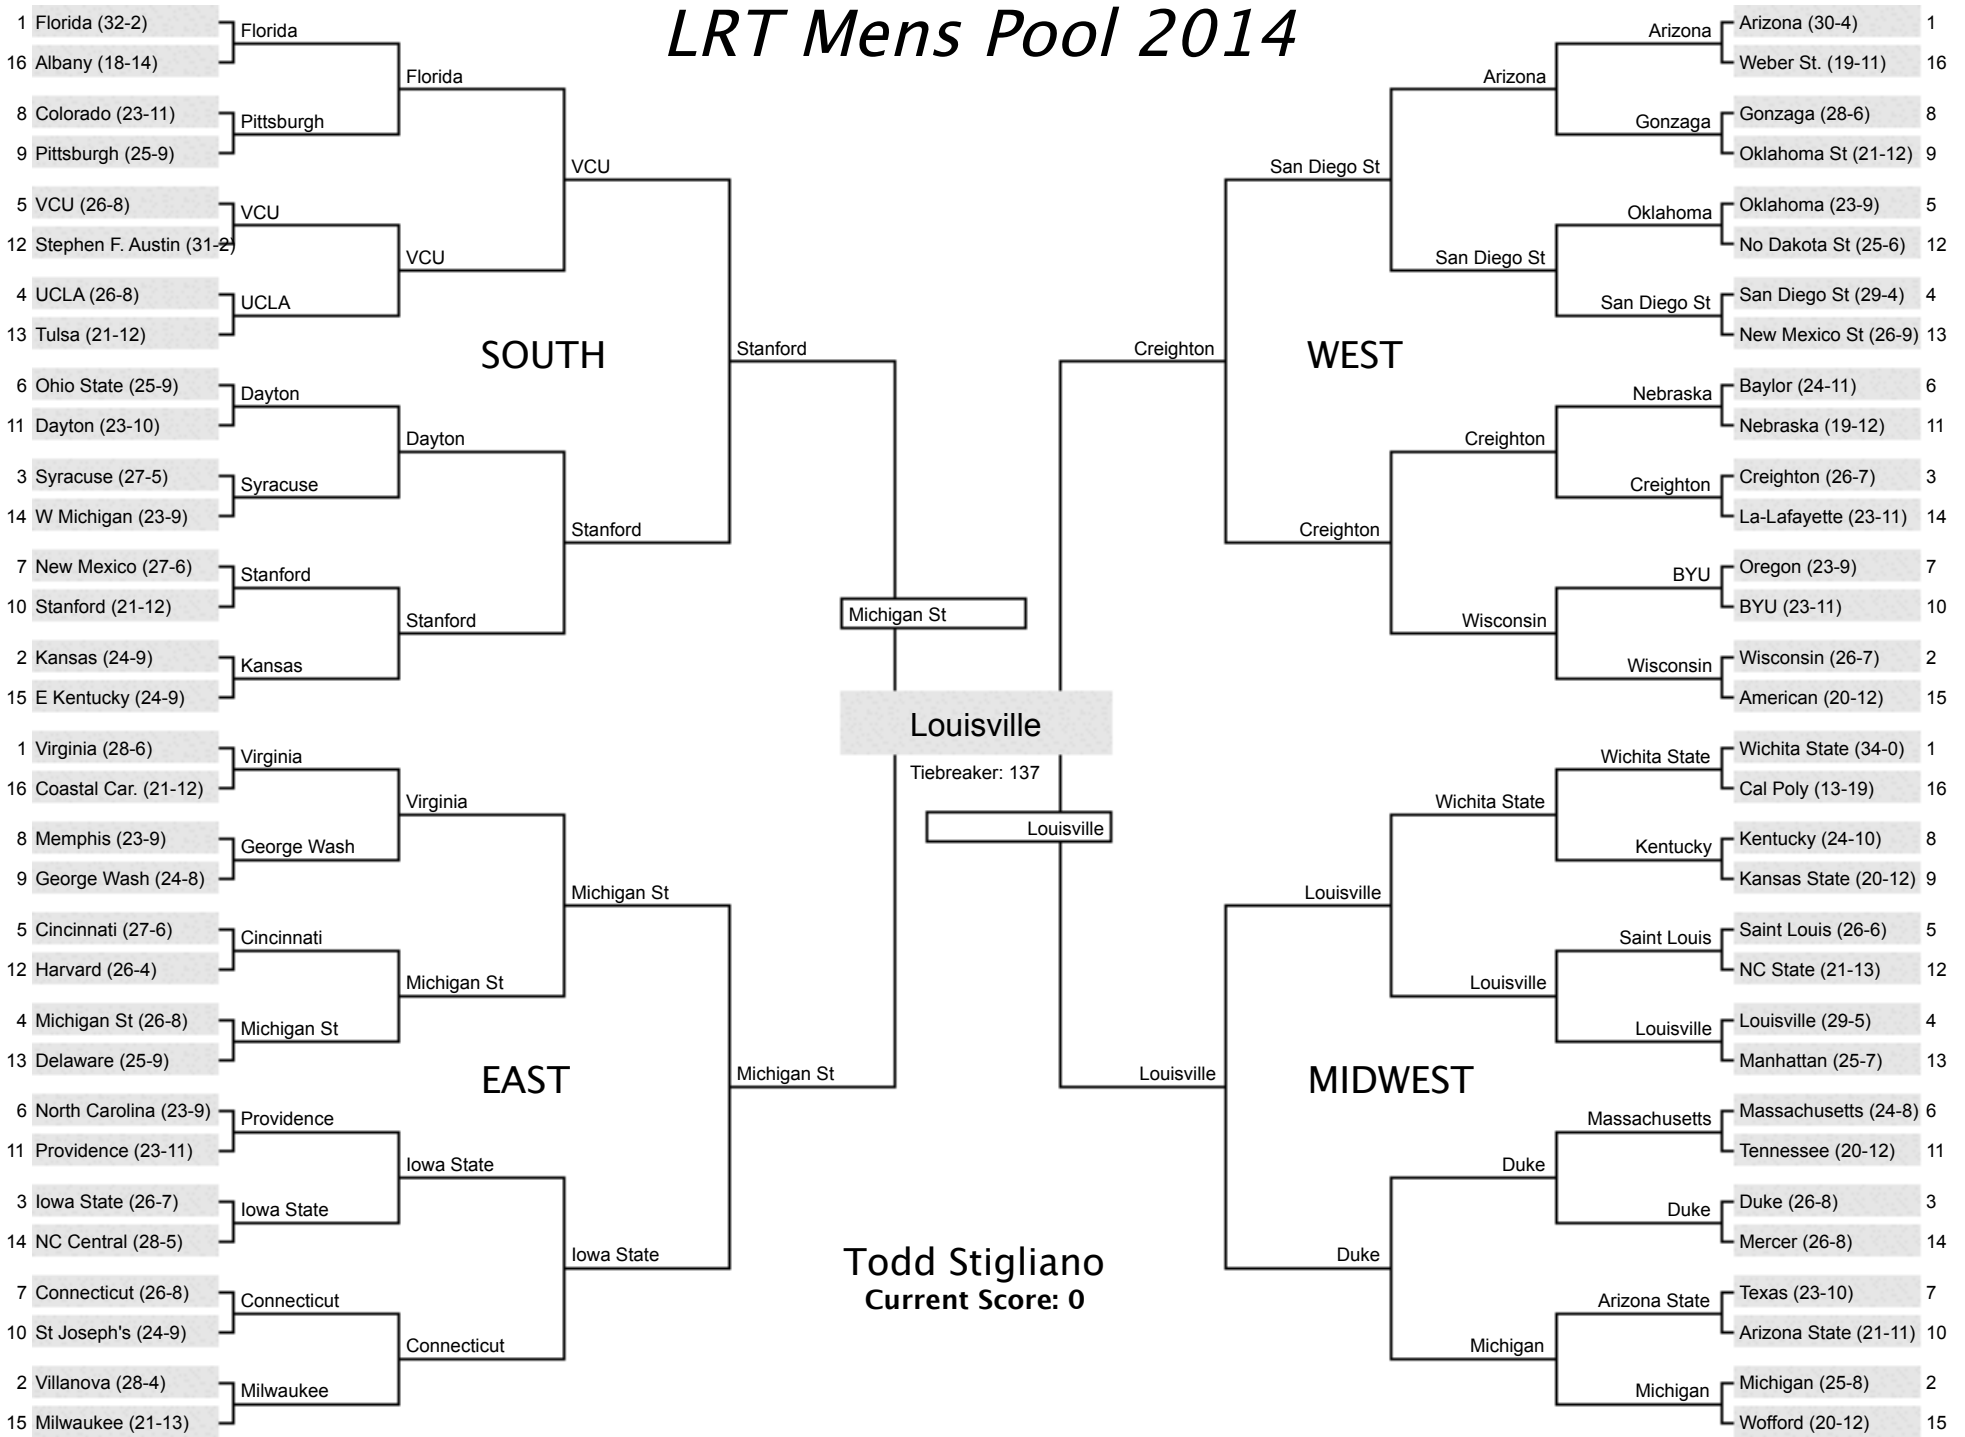 LRT Mens Pool 2014
1 Florida (32-2)
Florida
16 Albany (18-14)
Florida
8 Colorado (23-11)
Pittsburgh
9 Pittsburgh (25-9)
VCU
5 VCU (26-8)
VCU
12 Stephen F. Austin (31-2)
VCU
4 UCLA (26-8)
UCLA
13 Tulsa (21-12)
SOUTH
Stanford
6 Ohio State (25-9)
Dayton
11 Dayton (23-10)
Dayton
3 Syracuse (27-5)
Syracuse
14 W Michigan (23-9)
Stanford
7 New Mexico (27-6)
Stanford
10 Stanford (21-12)
Stanford
2 Kansas (24-9)
Kansas
15 E Kentucky (24-9)
1 Virginia (28-6)
Virginia
16 Coastal Car. (21-12)
Virginia
8 Memphis (23-9)
George Wash
9 George Wash (24-8)
Michigan St
5 Cincinnati (27-6)
Cincinnati
12 Harvard (26-4)
Michigan St
4 Michigan St (26-8)
Michigan St
13 Delaware (25-9)
EAST
Michigan St
6 North Carolina (23-9)
Providence
11 Providence (23-11)
Iowa State
3 Iowa State (26-7)
Iowa State
14 NC Central (28-5)
Iowa State
7 Connecticut (26-8)
Connecticut
10 St Joseph's (24-9)
Connecticut
2 Villanova (28-4)
Milwaukee
15 Milwaukee (21-13)
Michigan St
Louisville
Tiebreaker: 137
Louisville
Todd Stigliano
Current Score: 0
Arizona (30-4) 1
Arizona
Weber St. (19-11) 16
Arizona
Gonzaga (28-6) 8
Gonzaga
Oklahoma St (21-12) 9
San Diego St
Oklahoma (23-9) 5
Oklahoma
No Dakota St (25-6) 12
San Diego St
San Diego St (29-4) 4
San Diego St
New Mexico St (26-9) 13
WEST
Creighton
Baylor (24-11) 6
Nebraska
Nebraska (19-12) 11
Creighton
Creighton (26-7) 3
Creighton
La-Lafayette (23-11) 14
Creighton
Oregon (23-9) 7
BYU
BYU (23-11) 10
Wisconsin
Wisconsin (26-7) 2
Wisconsin
American (20-12) 15
Wichita State (34-0) 1
Wichita State
Cal Poly (13-19) 16
Wichita State
Kentucky (24-10) 8
Kentucky
Kansas State (20-12) 9
Louisville
Saint Louis (26-6) 5
Saint Louis
NC State (21-13) 12
Louisville
Louisville (29-5) 4
Louisville
Manhattan (25-7) 13
MIDWEST
Louisville
Massachusetts (24-8) 6
Massachusetts
Tennessee (20-12) 11
Duke
Duke (26-8) 3
Duke
Mercer (26-8) 14
Duke
Texas (23-10) 7
Arizona State
Arizona State (21-11) 10
Michigan
Michigan (25-8) 2
Michigan
Wofford (20-12) 15